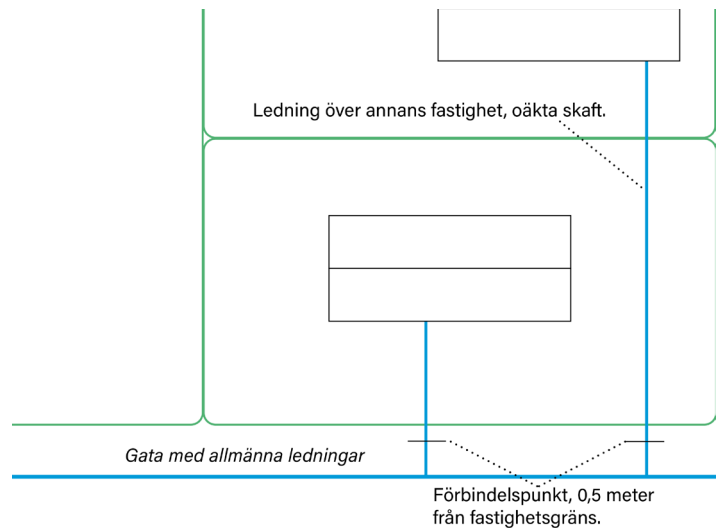 Ledning över annans fastighet, oäkta skaft.
Gata med allmänna ledningar
Förbindelspunkt, 0,5 meter
från fastighetsgräns.